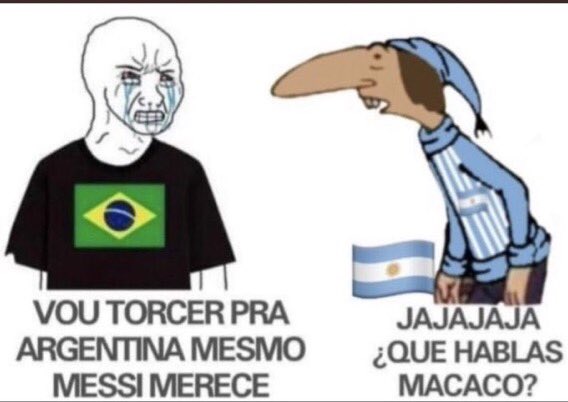 VOU TORCER PRA
ARGENTINA MESMO
MESSI MERECE
JAJAJAJA
¿QUE HABLAS
MACACO?